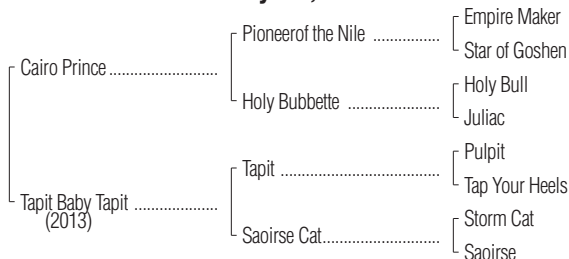 Empire Maker
Pioneerof the Nile ................
Star of Goshen
Cairo Prince ..........................
Holy Bull
Holy Bubbette ......................
Juliac
Pulpit
Tapit ......................................
Tap Your Heels
Tapit Baby Tapit ....................
(2013)
Storm Cat
Saoirse Cat............................
Saoirse